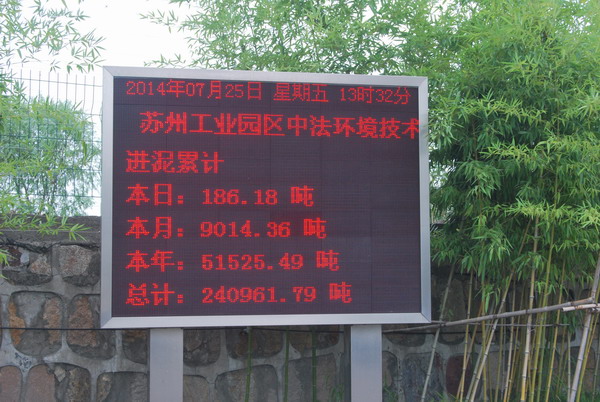 2014年07月25日 星期五 13时32分
苏州工业园区中法环境技术
进泥累计
本日：186.18 吨
本月：9014.36 吨
本年：51525.49 吨
总计：240961.79 吨